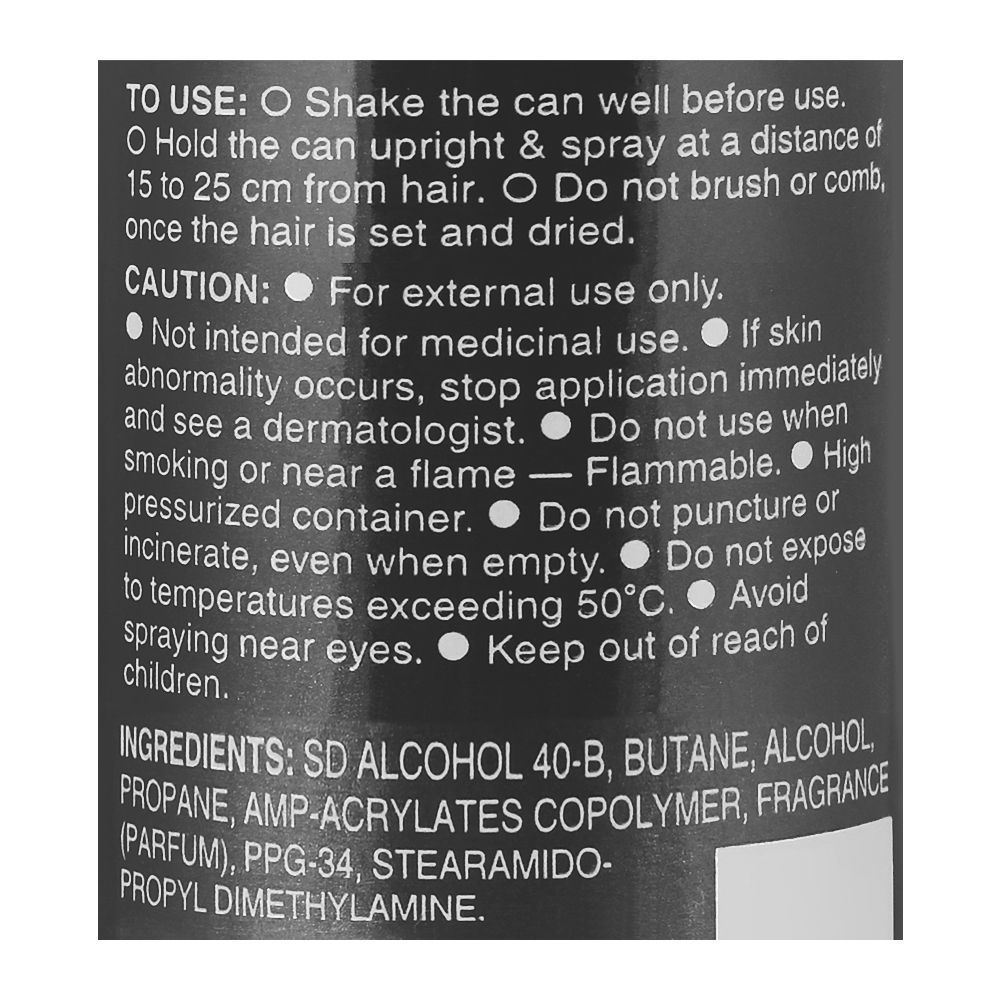 TO USE: O Shake the can well before use.
O Hold the can upright & spray at a distance of
15 to 25 cm from hair. O Do not brush or comb,
once the hair is set and dried.
CAUTION: ● For external use only.
● Not intended for medicinal use. ● If skin
abnormality occurs, stop application immediately
and see a dermatologist. ● Do not use when
smoking or near a flame — Flammable. ● High
pressurized container. ● Do not puncture or
incinerate, even when empty. ● Do not expose
to temperatures exceeding 50°C. ● Avoid
spraying near eyes. ● Keep out of reach of
children.
INGREDIENTS: SD ALCOHOL 40-B, BUTANE, ALCOHOL,
PROPANE, AMP-ACRYLATES COPOLYMER, FRAGRANCE
(PARFUM), PPG-34, STEARAMIDO-
PROPYL DIMETHYLAMINE.